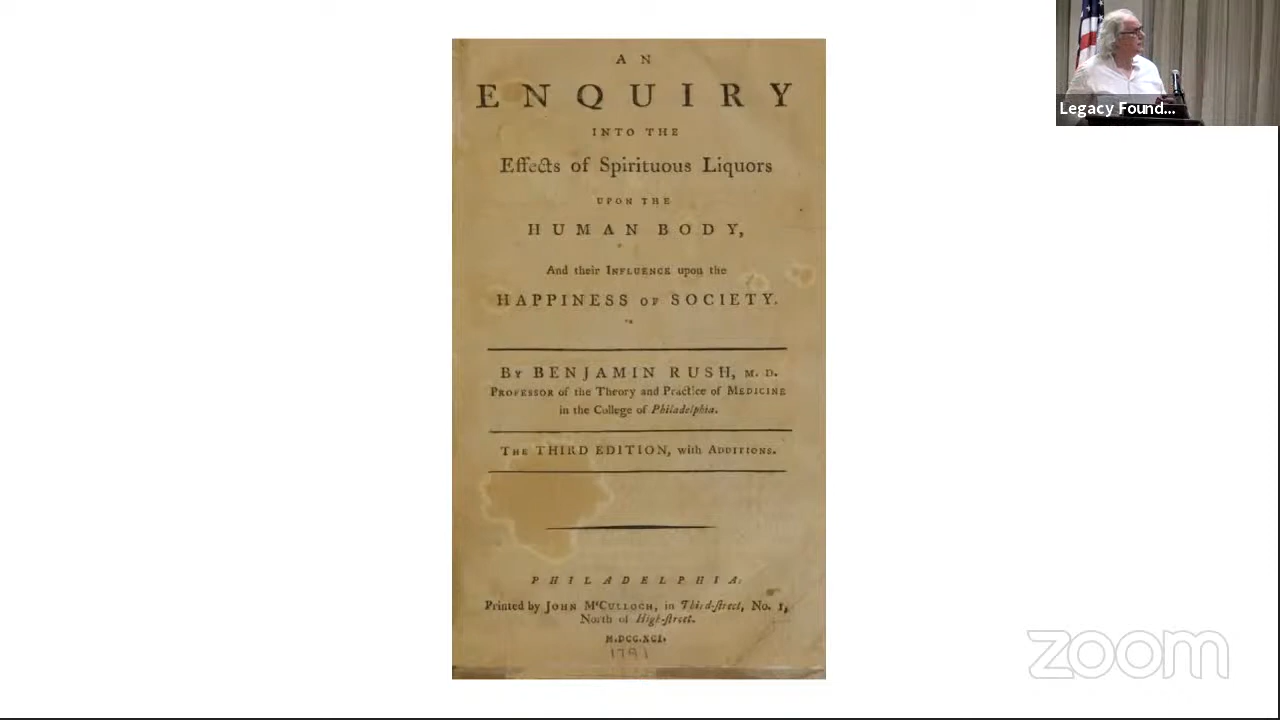 AN
ENQUIRY
INTO THE
Effects of Spirituous Liquors
UPON THE
HUMAN BODY,
And their INFLUENCE upon the
HAPPINESS OF SOCIETY.
By BENJAMIN RUSH, M. D.
PROFESSOR of the Theory and Practice of MEDICINE
in the College of Philadelphia.
THE THIRD EDITION, with ADDITIONS.
PHILADELPHIA:
Printed by JOHN M'CULLOCH, in Third-street, No. 1,
North of High-street.
M.DCC.XCI.
1791
Legacy Found...
zoom